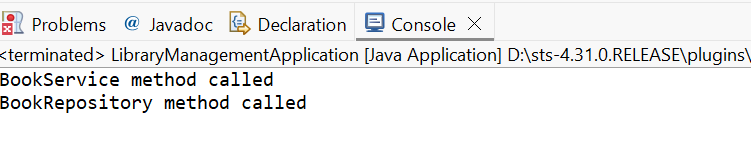 Problems @ Javadoc Declaration Console
<terminated> LibraryManagementApplication [Java Application] D:\sts-4.31.0.RELEASE\plugins\
BookService method called
BookRepository method called